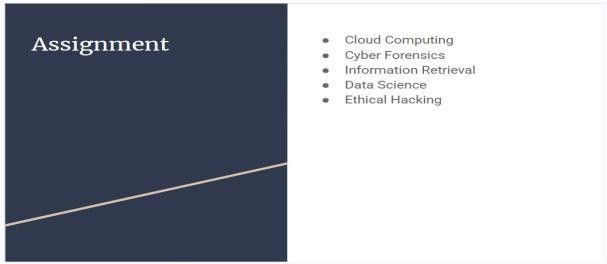 Assignment
● Cloud Computing
● Cyber Forensics
● Information Retrieval
● Data Science
● Ethical Hacking